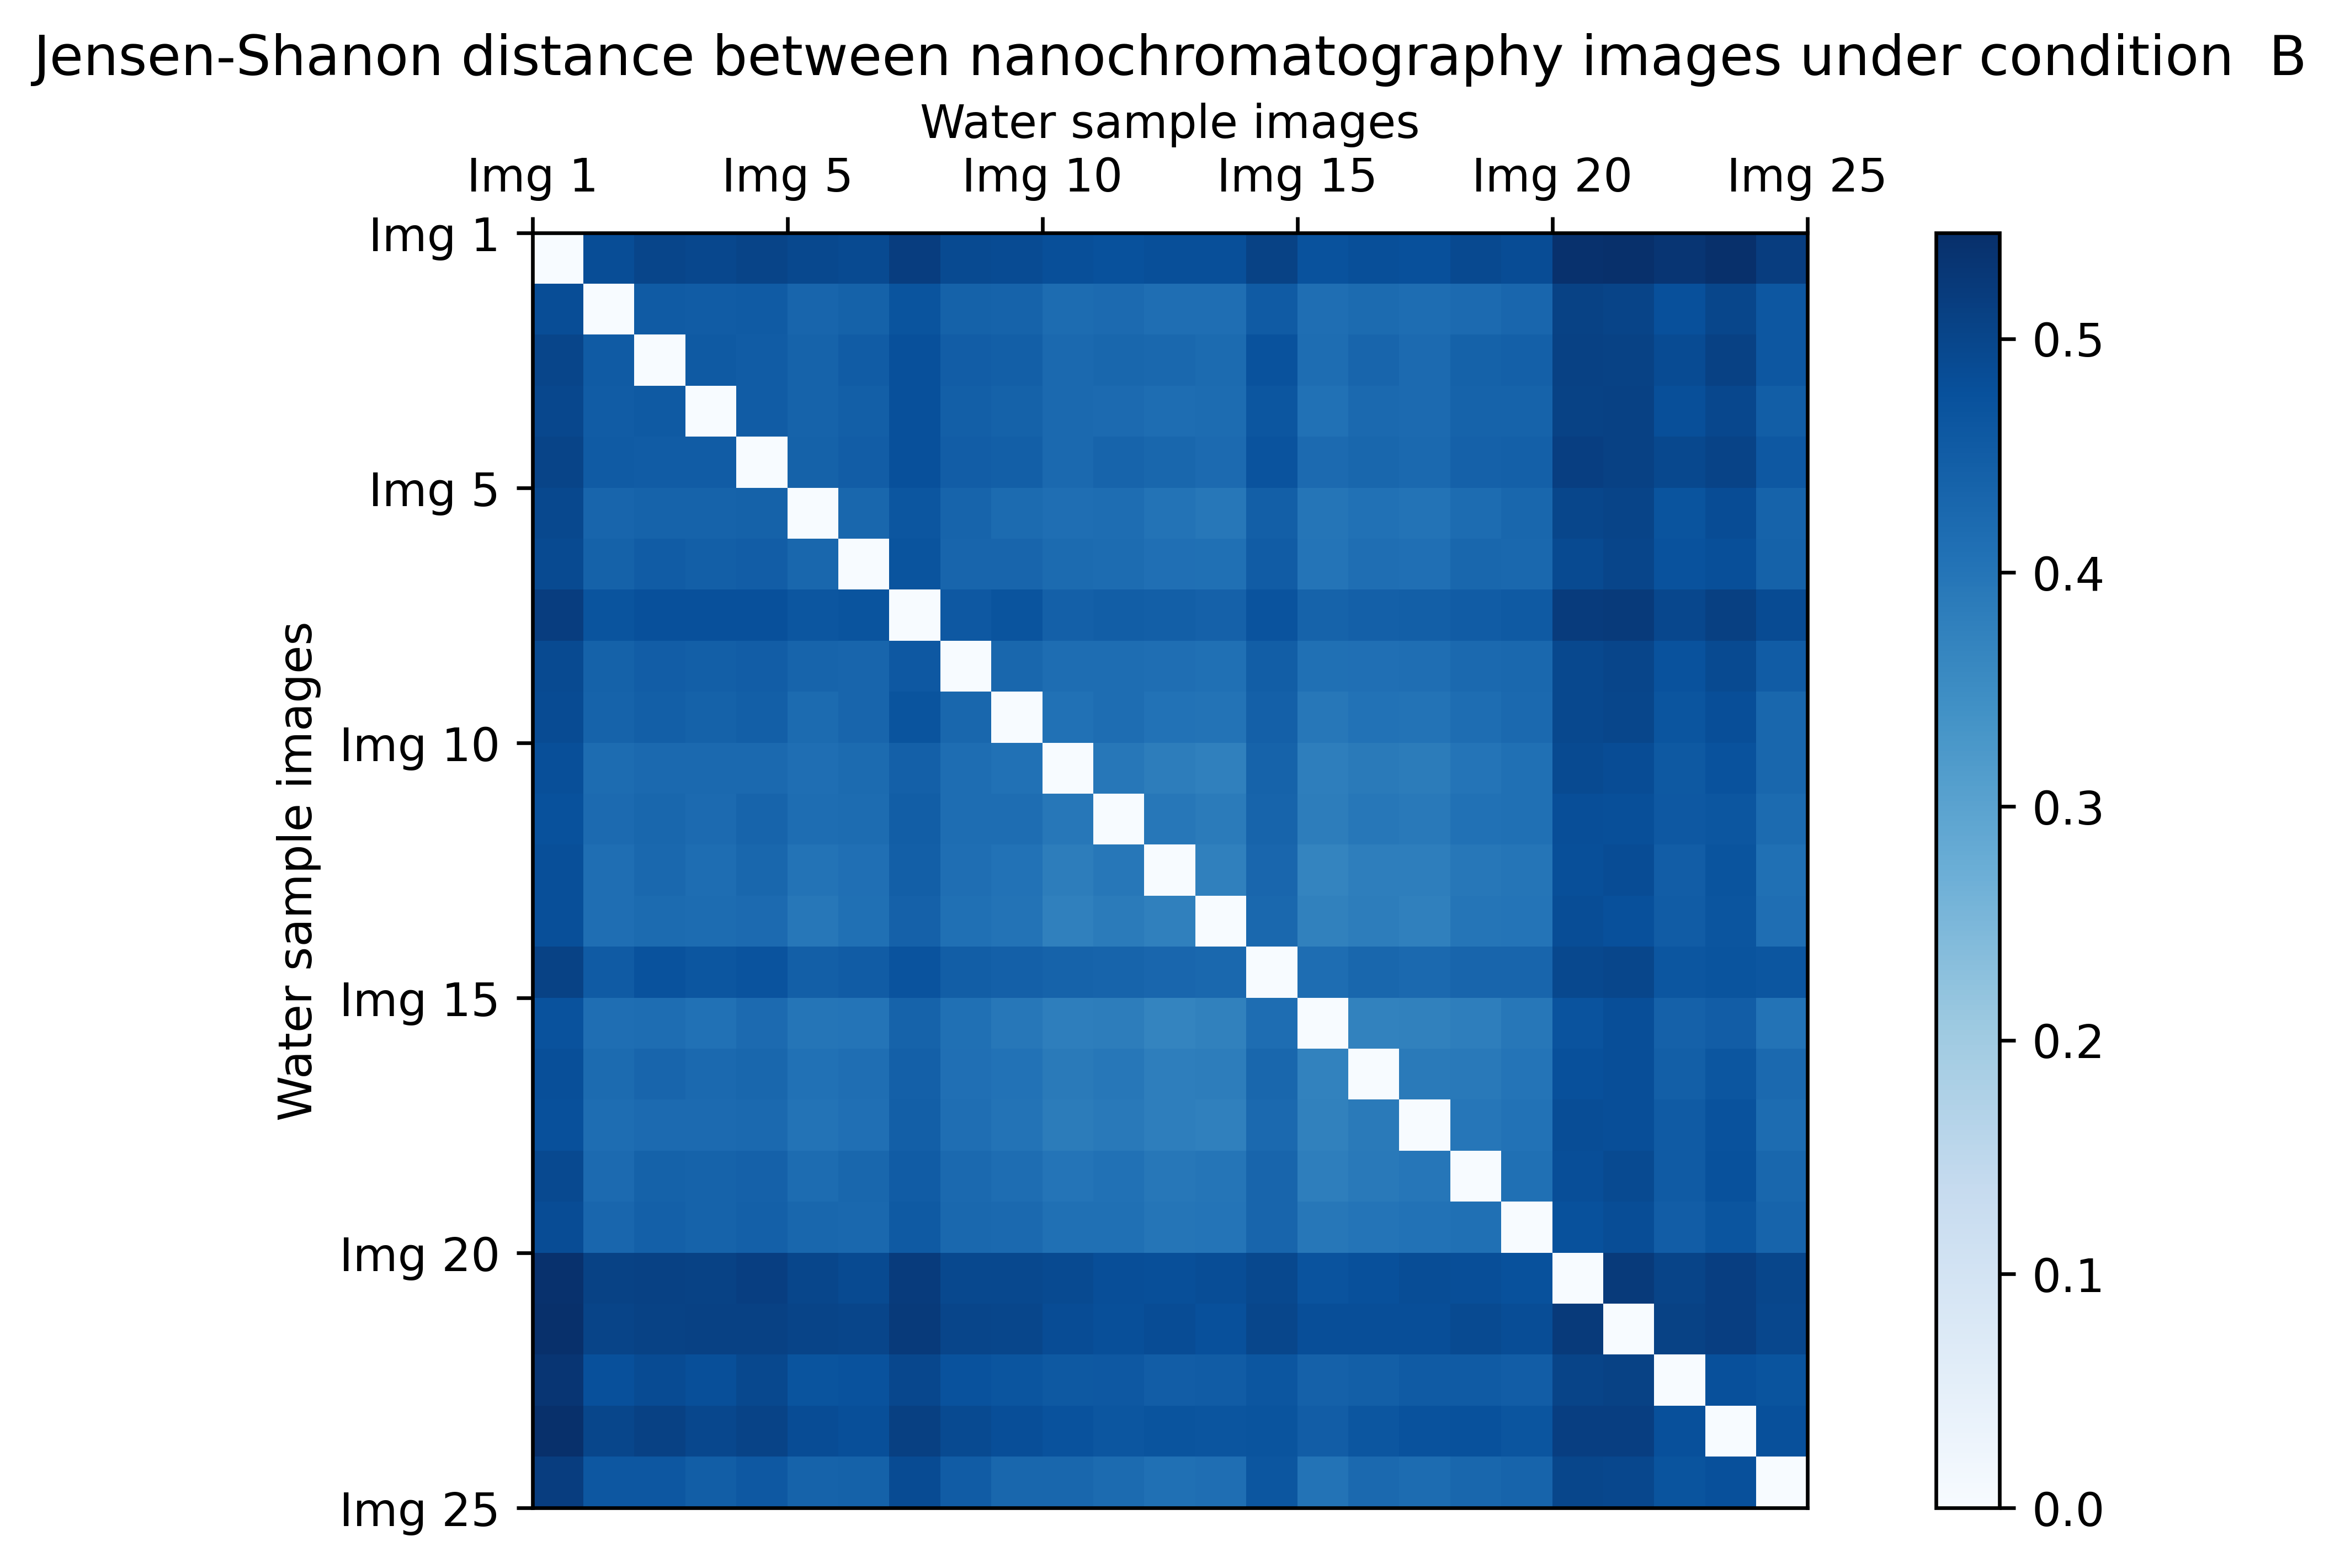 Jensen-Shanon distance between nanochromatography images under condition  B
Water sample images
Img 1 Img 5 Img 10 Img 15 Img 20 Img 25
Img 1
Img 5
Img 10
Img 15
Img 20
Img 25
Water sample images
0.5
0.4
0.3
0.2
0.1
0.0